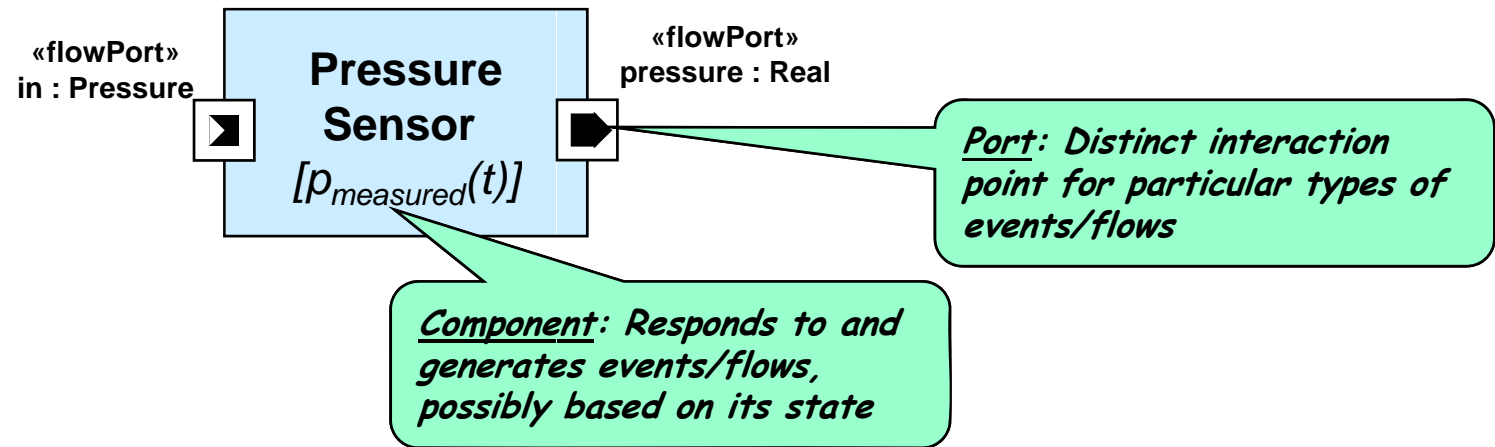 «flowPort»
in : Pressure
Pressure
Sensor
[pmeasured(t)]
«flowPort»
pressure : Real
Port: Distinct interaction
point for particular types of
events/flows
Component: Responds to and
generates events/flows,
possibly based on its state